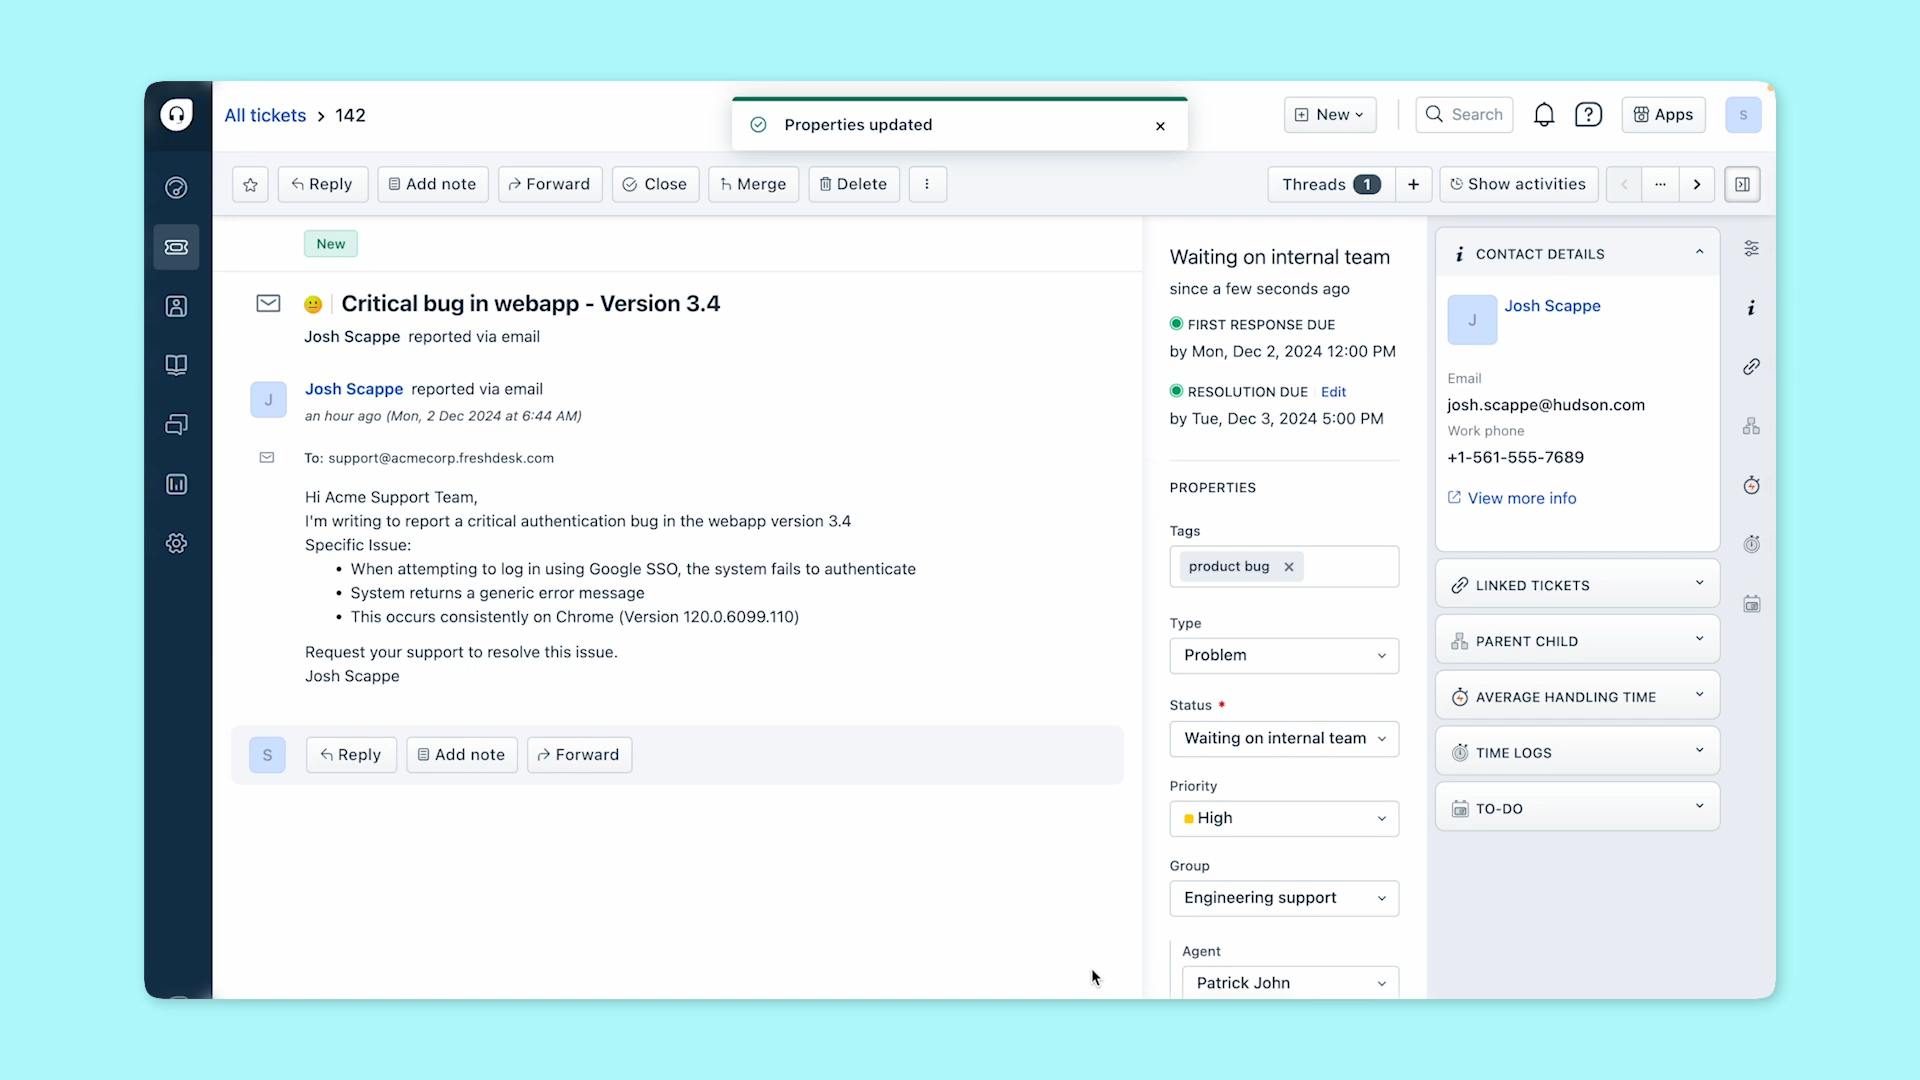 All tickets > 142
Properties updated
New
Search
Apps
S
Reply
Add note
Forward
Close
Merge
Delete
Threads 1
Show activities
New
Critical bug in webapp - Version 3.4
Josh Scappe reported via email
J
Josh Scappe reported via email
an hour ago (Mon, 2 Dec 2024 at 6:44 AM)
To: support@acmecorp.freshdesk.com
Hi Acme Support Team,
I'm writing to report a critical authentication bug in the webapp version 3.4
Specific Issue:
• When attempting to log in using Google SSO, the system fails to authenticate
• System returns a generic error message
• This occurs consistently on Chrome (Version 120.0.6099.110)
Request your support to resolve this issue.
Josh Scappe
S
Reply
Add note
Forward
Waiting on internal team
since a few seconds ago
FIRST RESPONSE DUE
by Mon, Dec 2, 2024 12:00 PM
RESOLUTION DUE Edit
by Tue, Dec 3, 2024 5:00 PM
PROPERTIES
Tags
product bug
Type
Problem
Status *
Waiting on internal team
Priority
High
Group
Engineering support
Agent
Patrick John
CONTACT DETAILS
J
Josh Scappe
Email
josh.scappe@hudson.com
Work phone
+1-561-555-7689
View more info
LINKED TICKETS
PARENT CHILD
AVERAGE HANDLING TIME
TIME LOGS
TO-DO